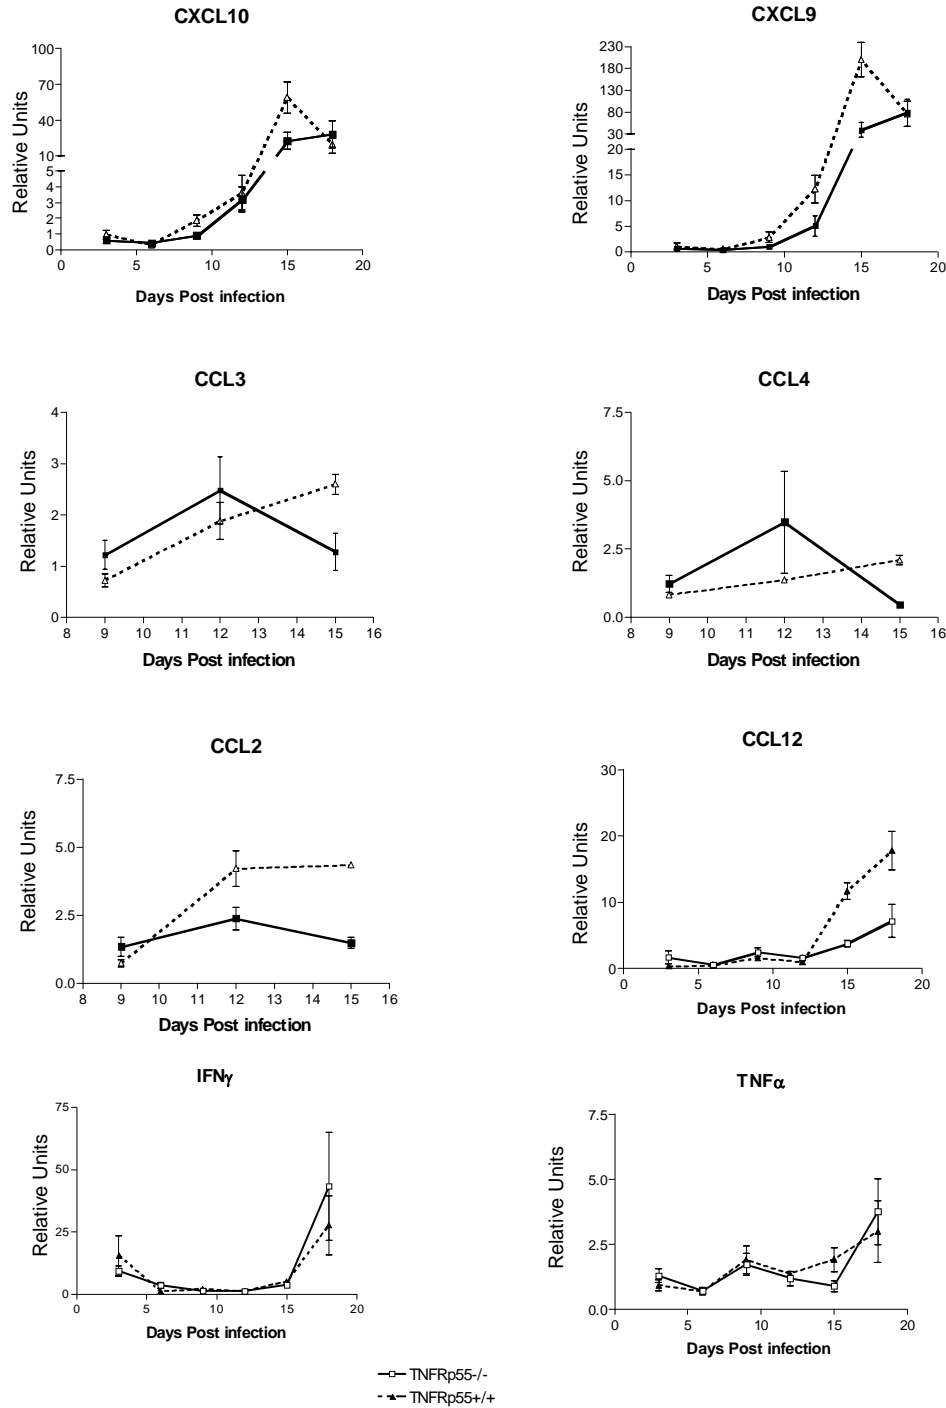 CXCL10
CXCL9
100
70
40
10
5
4
3
2
1
0
Relative Units
0 5 10 15 20
Days Post infection
230
180
130
80
30
20
15
10
5
0
Relative Units
0 5 10 15 20
Days Post infection
CCL3
CCL4
4
3
2
1
0
Relative Units
8 9 10 11 12 13 14 15 16
Days Post infection
7.5
5.0
2.5
0.0
Relative Units
8 9 10 11 12 13 14 15 16
Days Post infection
CCL2
CCL12
7.5
5.0
2.5
0.0
Relative Units
8 9 10 11 12 13 14 15 16
Days Post infection
30
20
10
0
Relative Units
0 5 10 15 20
Days Post infection
IFNγ
TNFα
75
50
25
0
Relative Units
0 5 10 15 20
Days Post infection
7.5
5.0
2.5
0.0
Relative Units
0 5 10 15 20
Days Post infection
TNFRp55-/-
TNFRp55+/+